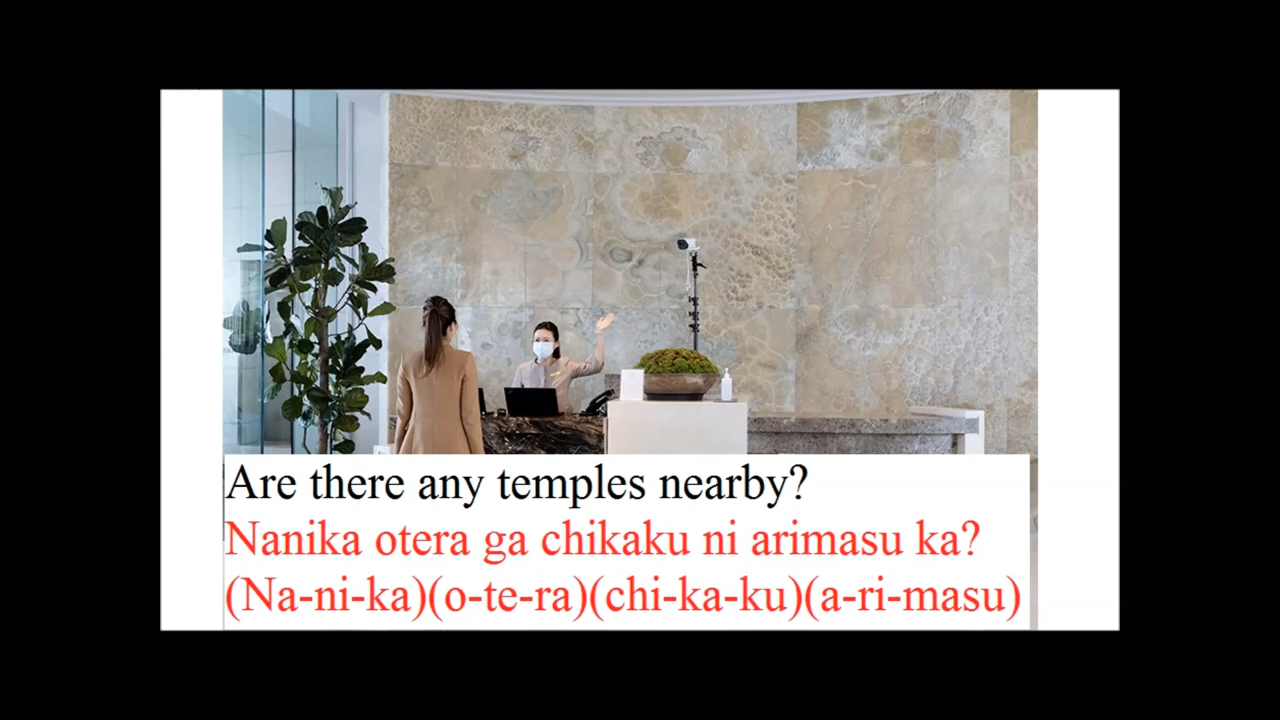 Are there any temples nearby?
Nanika otera ga chikaku ni arimasu ka?
(Na-ni-ka)(o-te-ra)(chi-ka-ku)(a-ri-masu)